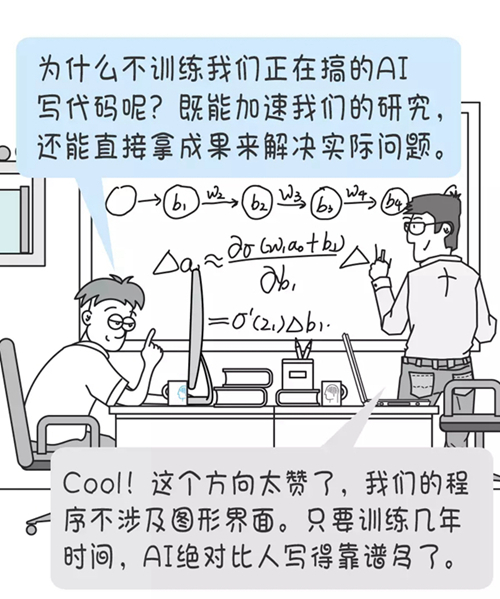 为什么不训练我们正在搞的AI
写代码呢？既能加速我们的研究，
还能直接拿成果来解决实际问题。
b₁ w₂ b₂ w₃ b₃ w₄ b₄
Δa ≈ ∂σ(w₁a₀+b₁) Δ
∂b₁
=σ'(z₁)Δb₁.
Cool！这个方向太赞了，我们的程
序不涉及图形界面。只要训练几年
时间，AI绝对比人写得靠谱多了。